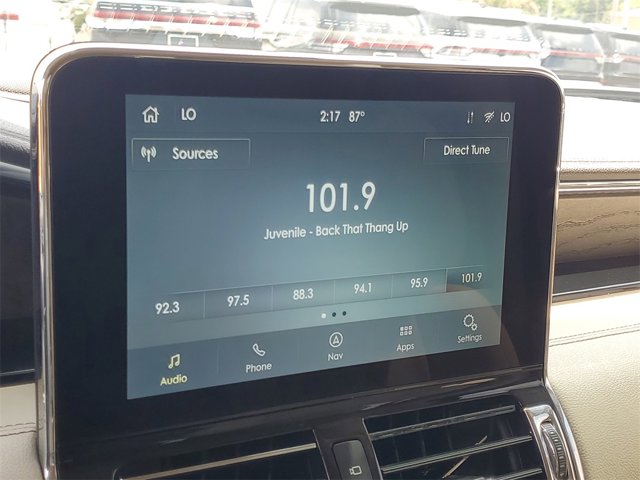 LO 2:17 87° LO
Sources Direct Tune
101.9
Juvenile - Back That Thang Up
92.3 97.5 88.3 94.1 95.9 101.9
Audio Phone Nav Apps Settings